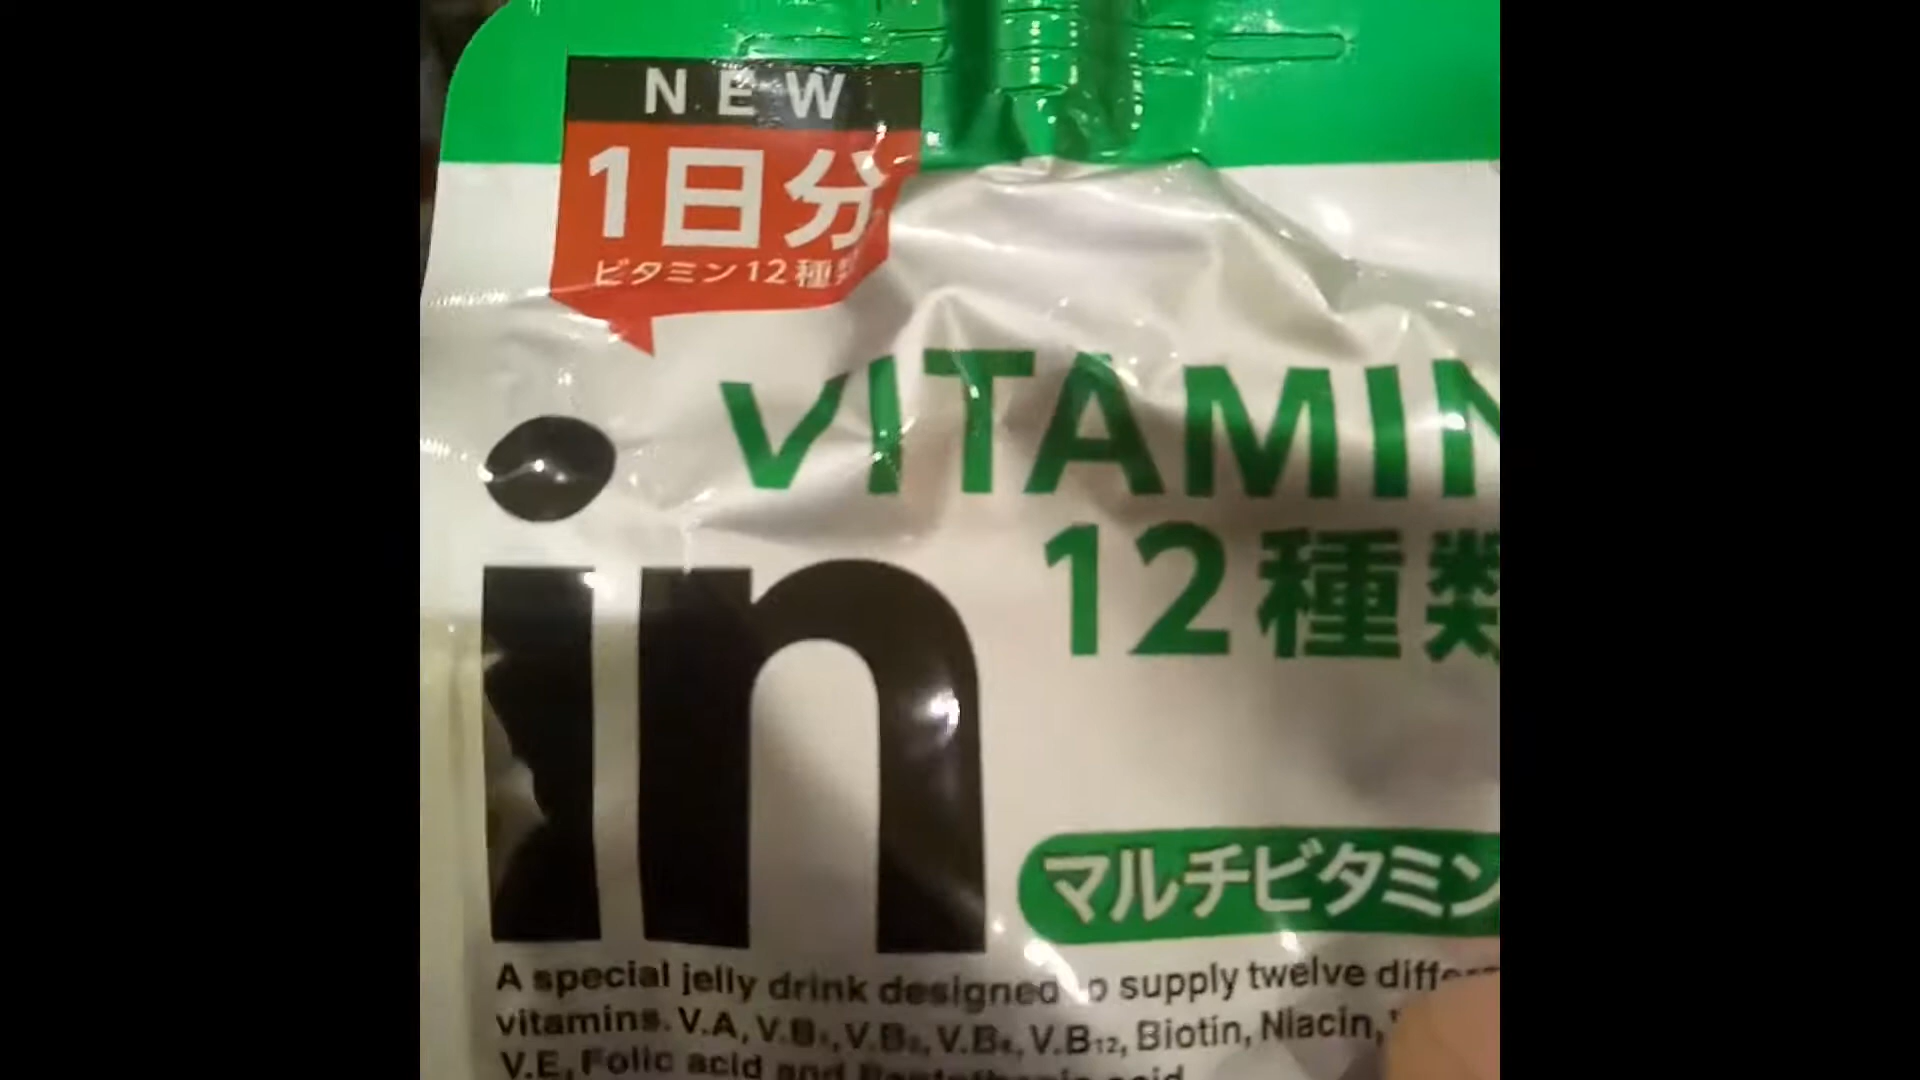 NEW
1日分
ビタミン12種類
VITAMIN
12種類
in
マルチビタミン
A special jelly drink designed to supply twelve
vitamins. V.A, V.B₁, V.B₂, V.B₆, V.B₁₂, Biotin, Niacin,
V.E, Folic acid and Pantothenic acid